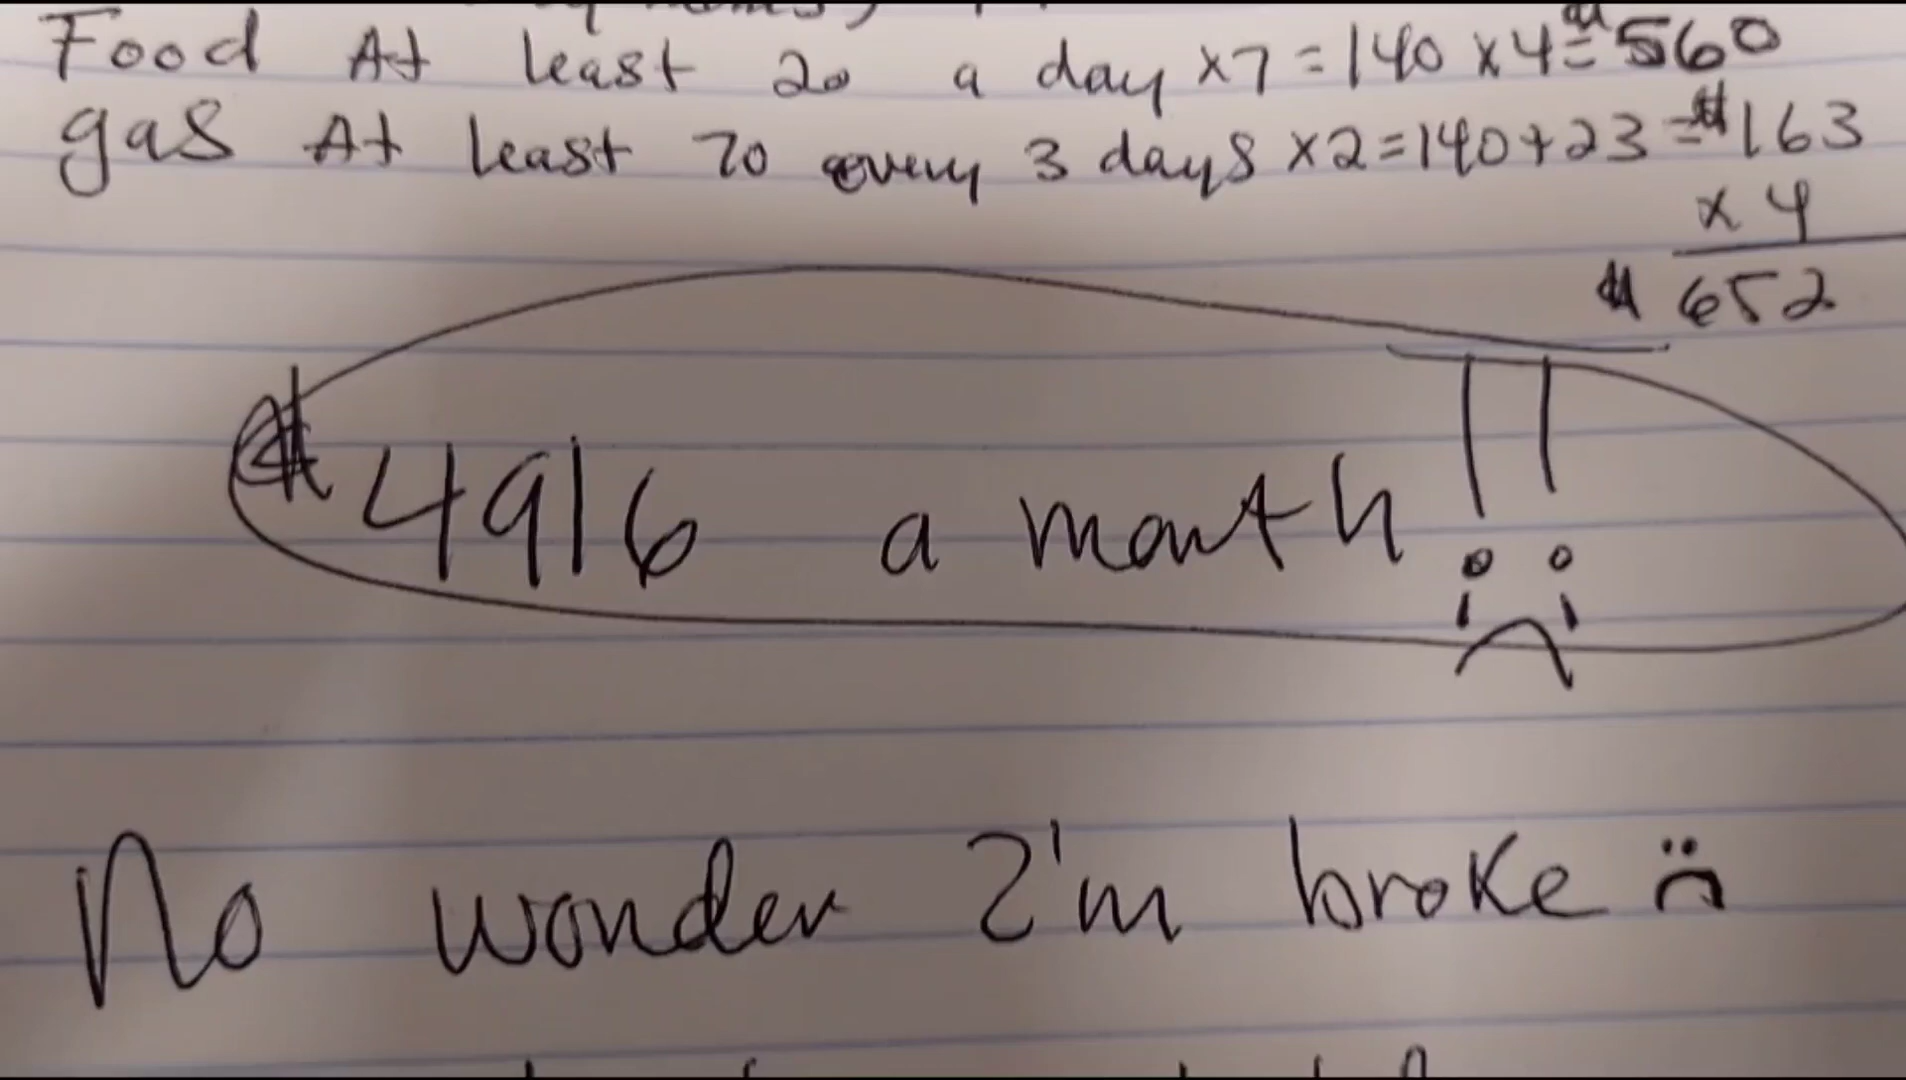 Food At least 20 a day x7=140 x4=$560
gas At least 70 every 3 days x2=140+23=$163
x 4
$ 652
$4916 a month!!
No wonder I'm broke